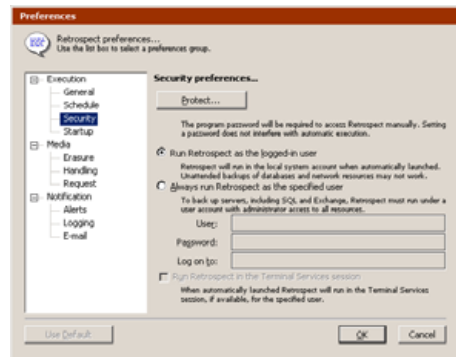 Preferences
Retrospect preferences...
Use the list box to select a preferences group.
Execution
General
Schedule
Security
Startup
Media
Erasure
Handling
Request
Notification
Alerts
Logging
E-mail
Security preferences...
Protect...
The program password will be required to access Retrospect manually. Setting
a password does not interfere with automatic execution.
Run Retrospect as the logged-in user
Retrospect will run in the local system account when automatically launched.
Unattended backups of databases and network resources may not work.
Always run Retrospect as the specified user
To back up servers, including SQL and Exchange, Retrospect must run under a
user account with administrator access to all resources.
User:
Password:
Log on to:
Run Retrospect in the Terminal Services session
When automatically launched Retrospect will run in the Terminal Services
session, if available, for the specified user.
Use Default
OK
Cancel